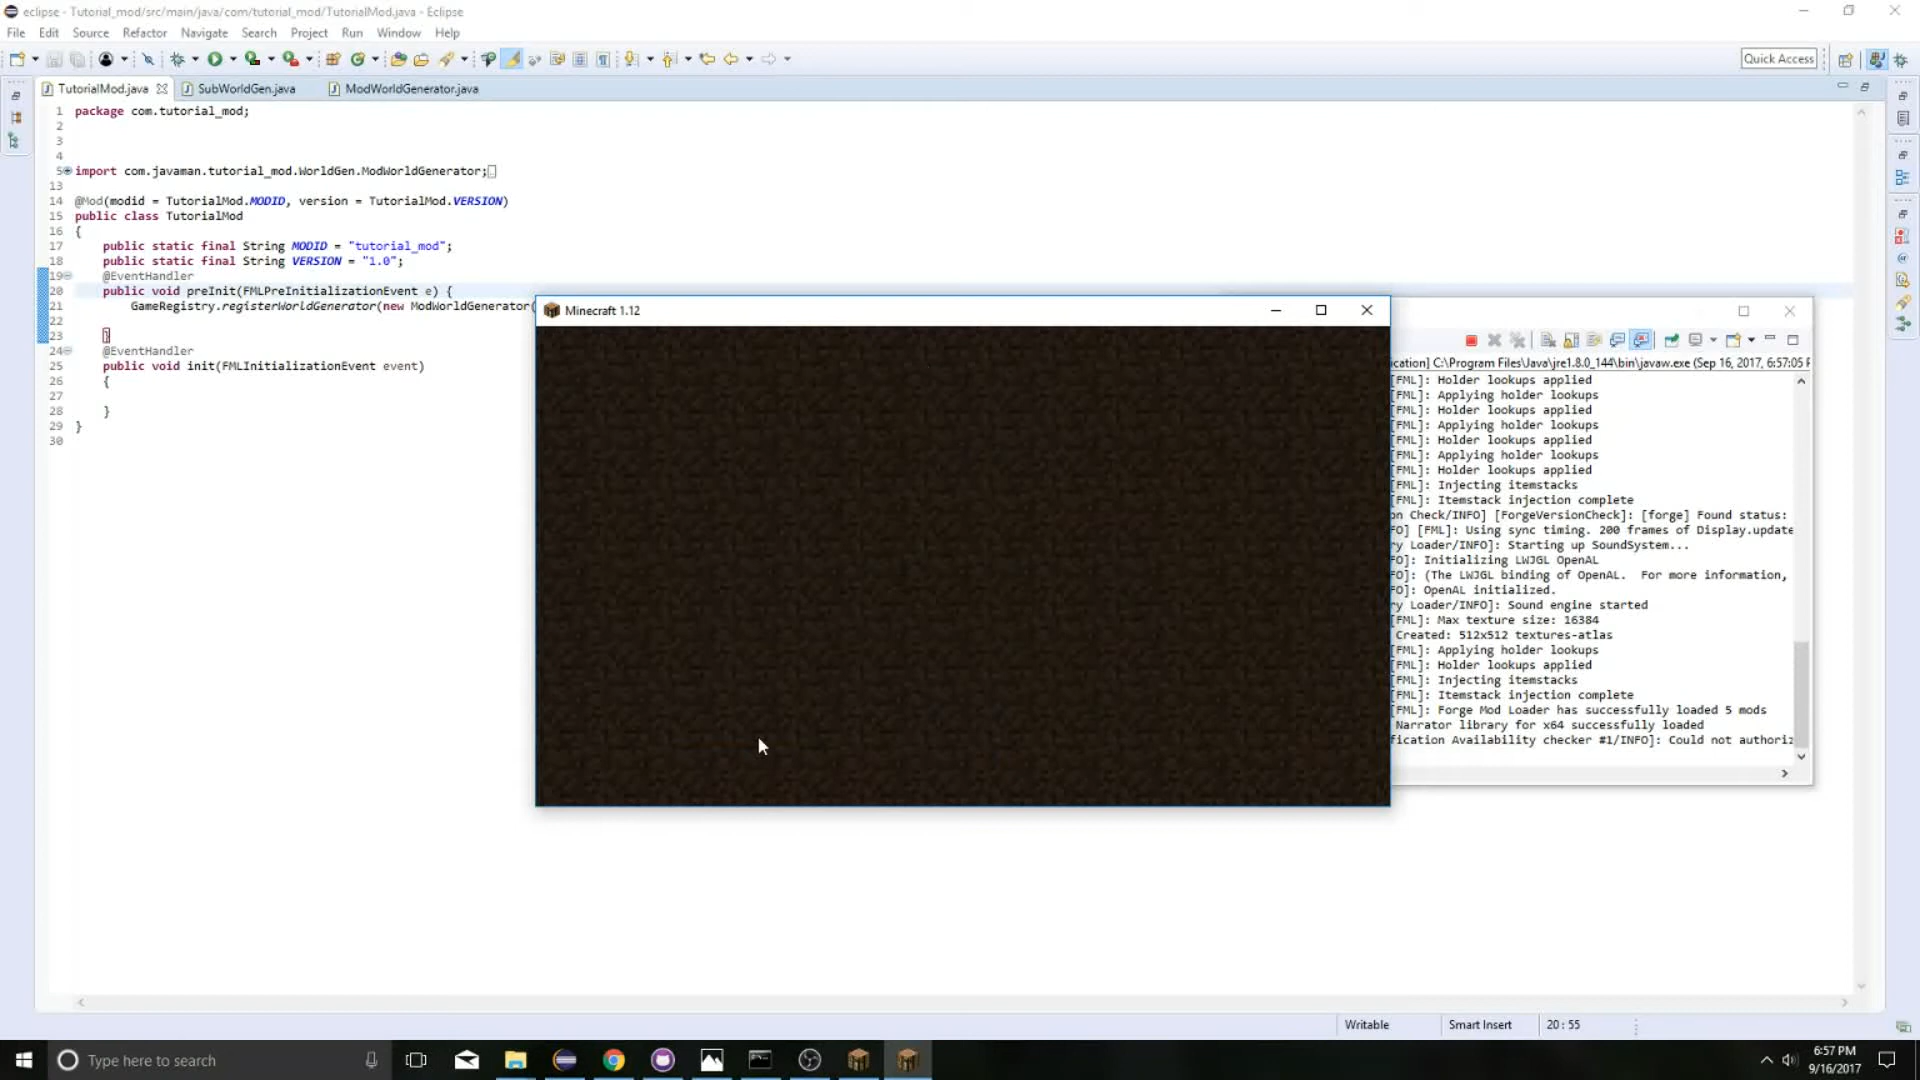 eclipse - Tutorial_mod/src/main/java/com/tutorial_mod/TutorialMod.java - Eclipse
File Edit Source Refactor Navigate Search Project Run Window Help
Quick Access
TutorialMod.java SubWorldGen.java ModWorldGenerator.java
1 package com.tutorial_mod;
2
3
4
5 import com.javaman.tutorial_mod.WorldGen.ModWorldGenerator;
13
14 @Mod(modid = TutorialMod.MODID, version = TutorialMod.VERSION)
15 public class TutorialMod
16 {
17 public static final String MODID = "tutorial_mod";
18 public static final String VERSION = "1.0";
19 @EventHandler
20 public void preInit(FMLPreInitializationEvent e) {
21 GameRegistry.registerWorldGenerator(new ModWorldGenerator(
22
23 }
24 @EventHandler
25 public void init(FMLInitializationEvent event)
26 {
27
28 }
29 }
30
Minecraft 1.12
ication] C:\Program Files\Java\jre1.8.0_144\bin\javaw.exe (Sep 16, 2017, 6:57:05 P
[FML]: Holder lookups applied
[FML]: Applying holder lookups
[FML]: Holder lookups applied
[FML]: Applying holder lookups
[FML]: Holder lookups applied
[FML]: Applying holder lookups
[FML]: Holder lookups applied
[FML]: Injecting itemstacks
[FML]: Itemstack injection complete
on Check/INFO] [ForgeVersionCheck]: [forge] Found status:
FO] [FML]: Using sync timing. 200 frames of Display.update
ry Loader/INFO]: Starting up SoundSystem...
FO]: Initializing LWJGL OpenAL
FO]: (The LWJGL binding of OpenAL. For more information,
FO]: OpenAL initialized.
ry Loader/INFO]: Sound engine started
[FML]: Max texture size: 16384
Created: 512x512 textures-atlas
[FML]: Applying holder lookups
[FML]: Holder lookups applied
[FML]: Injecting itemstacks
[FML]: Itemstack injection complete
[FML]: Forge Mod Loader has successfully loaded 5 mods
Narrator library for x64 successfully loaded
fication Availability checker #1/INFO]: Could not authoriz
Writable Smart Insert 20 : 55
Type here to search
6:57 PM
9/16/2017